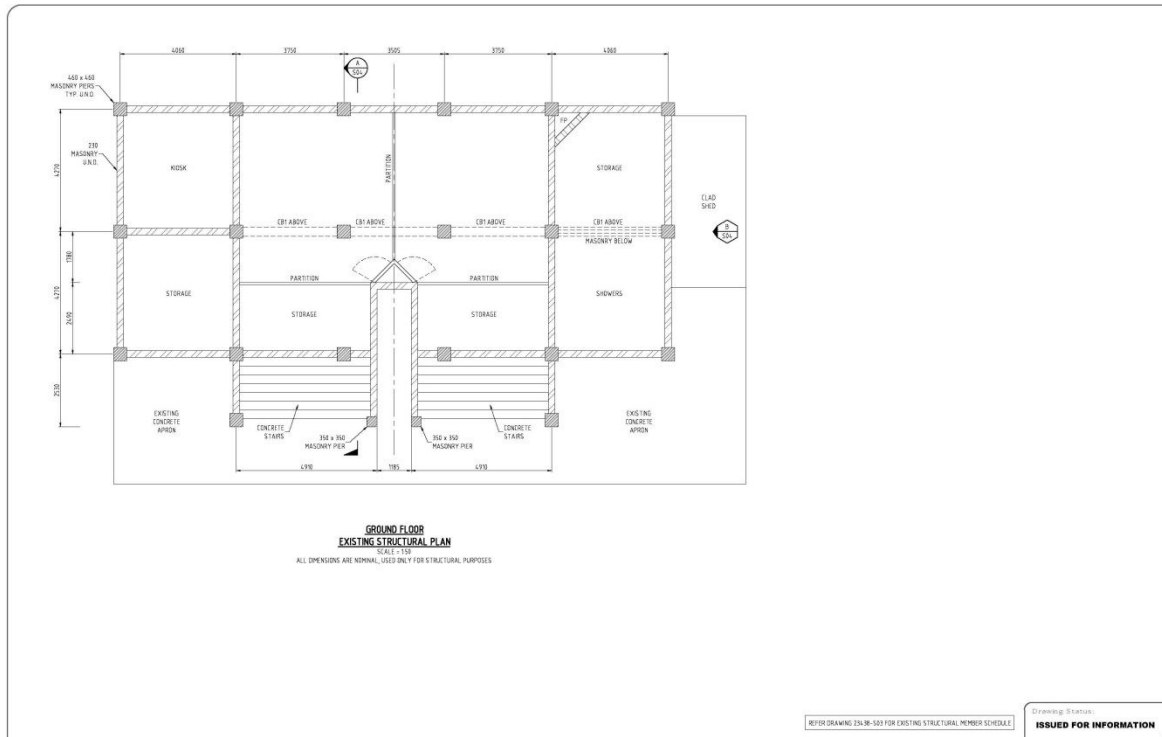 4060
3750
3505
3750
4060
A
S04
460 x 460
MASONRY PIERS
TYP. U.N.O.
FP
230
MASONRY
U.N.O.
4270
KIOSK
PARTITION
STORAGE
CLAD
SHED
CB1 ABOVE
CB1 ABOVE
CB1 ABOVE
CB1 ABOVE
MASONRY BELOW
B
S04
1780
4270
2490
PARTITION
PARTITION
STORAGE
STORAGE
STORAGE
SHOWERS
2530
EXISTING
CONCRETE
APRON
CONCRETE
STAIRS
350 x 350
MASONRY PIER
350 x 350
MASONRY PIER
CONCRETE
STAIRS
EXISTING
CONCRETE
APRON
4910
1185
4910
GROUND FLOOR
EXISTING STRUCTURAL PLAN
SCALE = 1:50
ALL DIMENSIONS ARE NOMINAL, USED ONLY FOR STRUCTURAL PURPOSES
REFER DRAWING 23438-S03 FOR EXISTING STRUCTURAL MEMBER SCHEDULE
Drawing Status:
ISSUED FOR INFORMATION